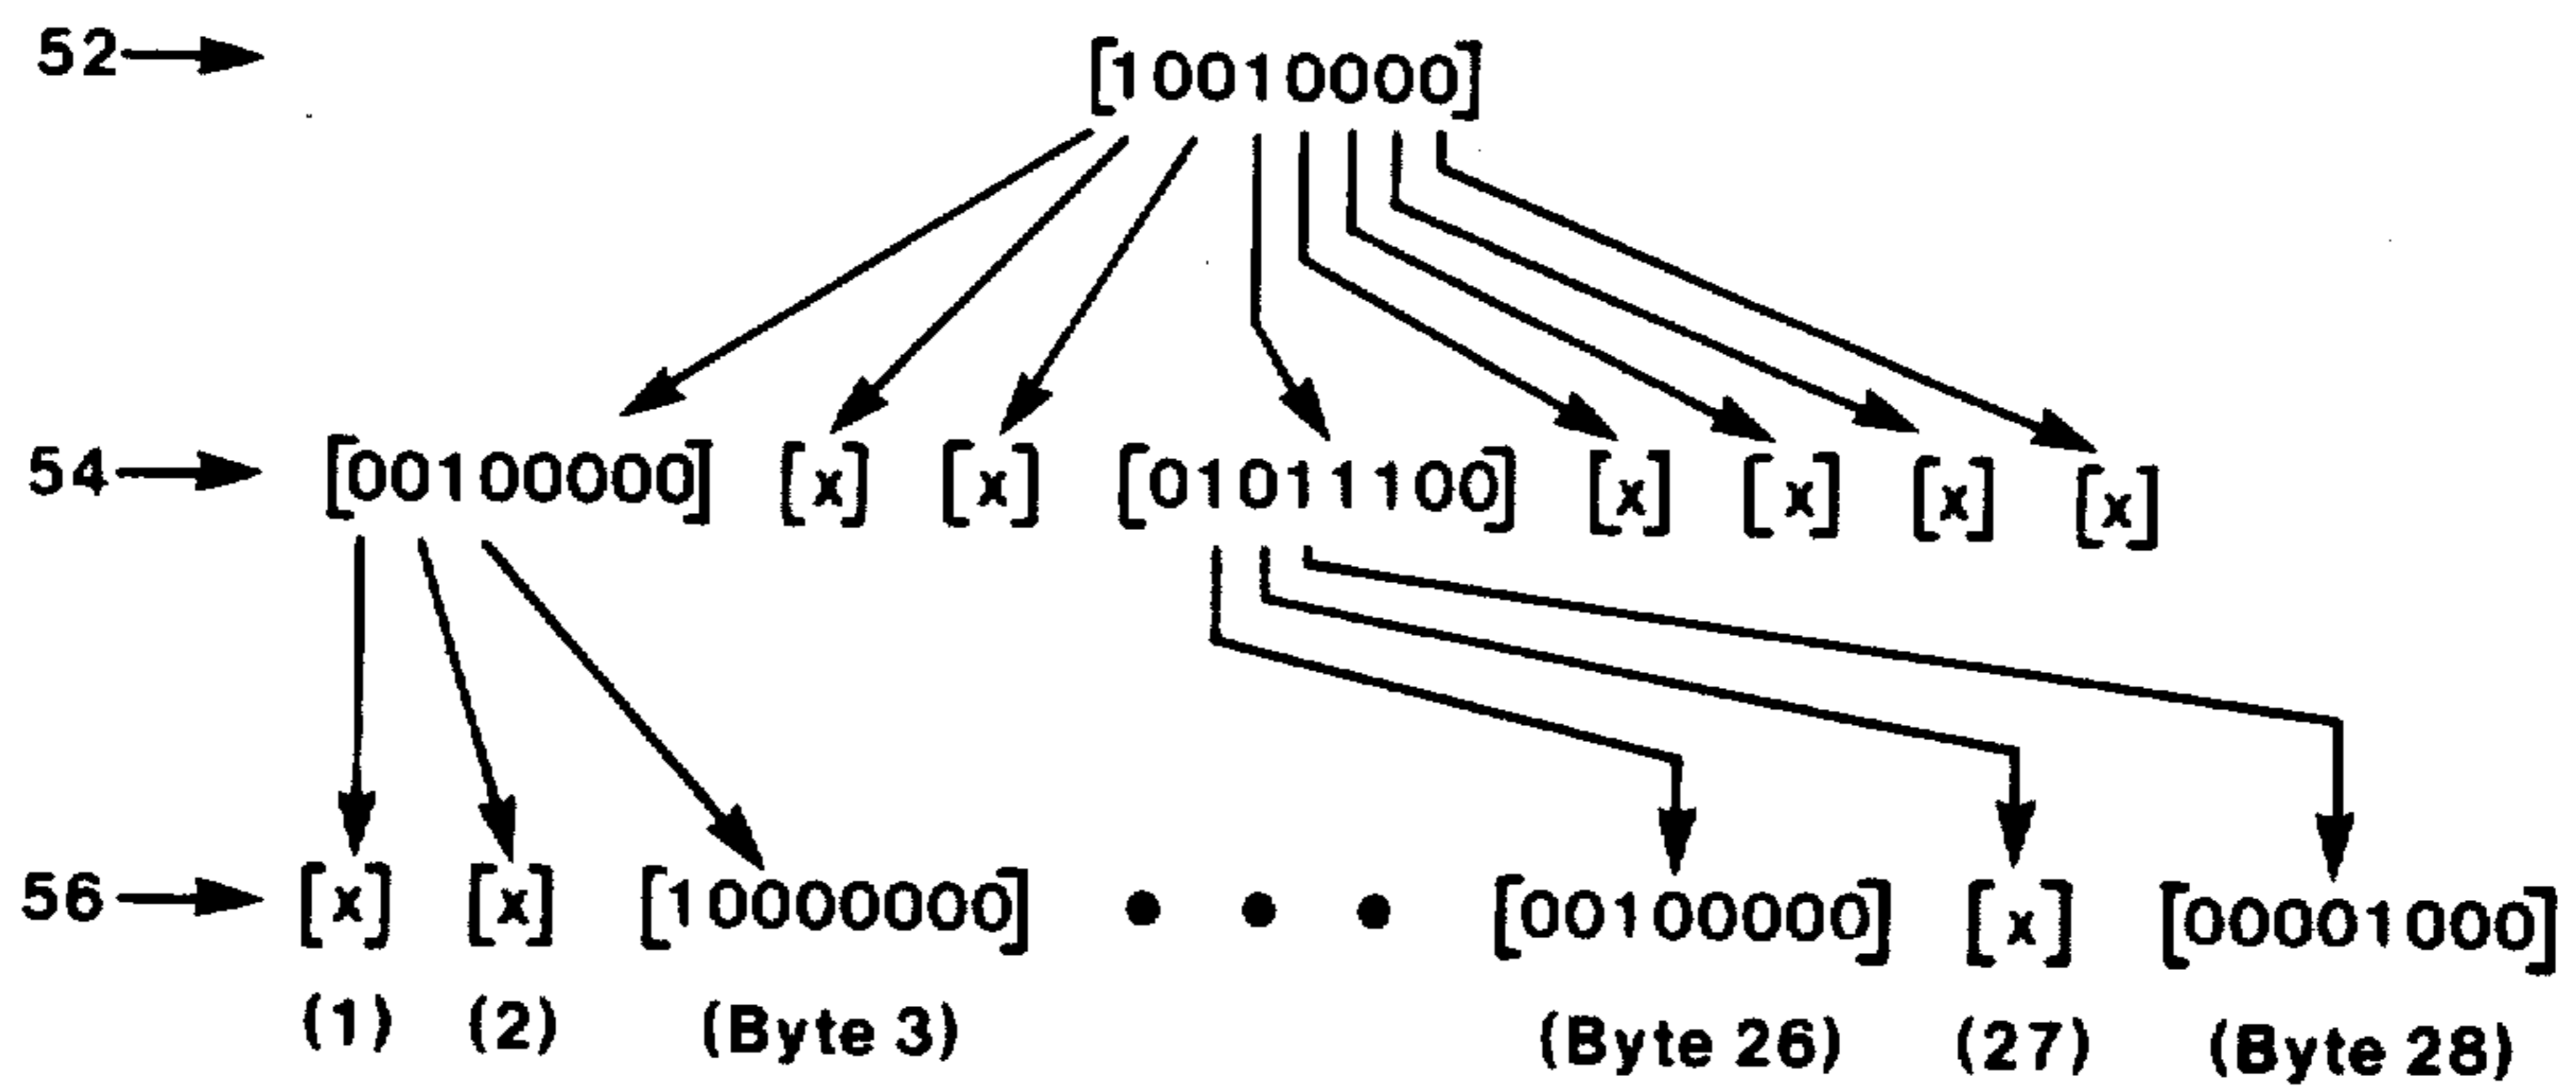 52 [10010000]
54 [00100000] [x] [x] [01011100] [x] [x] [x] [x]
56 [x] [x] [10000000] • • • [00100000] [x] [00001000]
(1) (2) (Byte 3) (Byte 26) (27) (Byte 28)